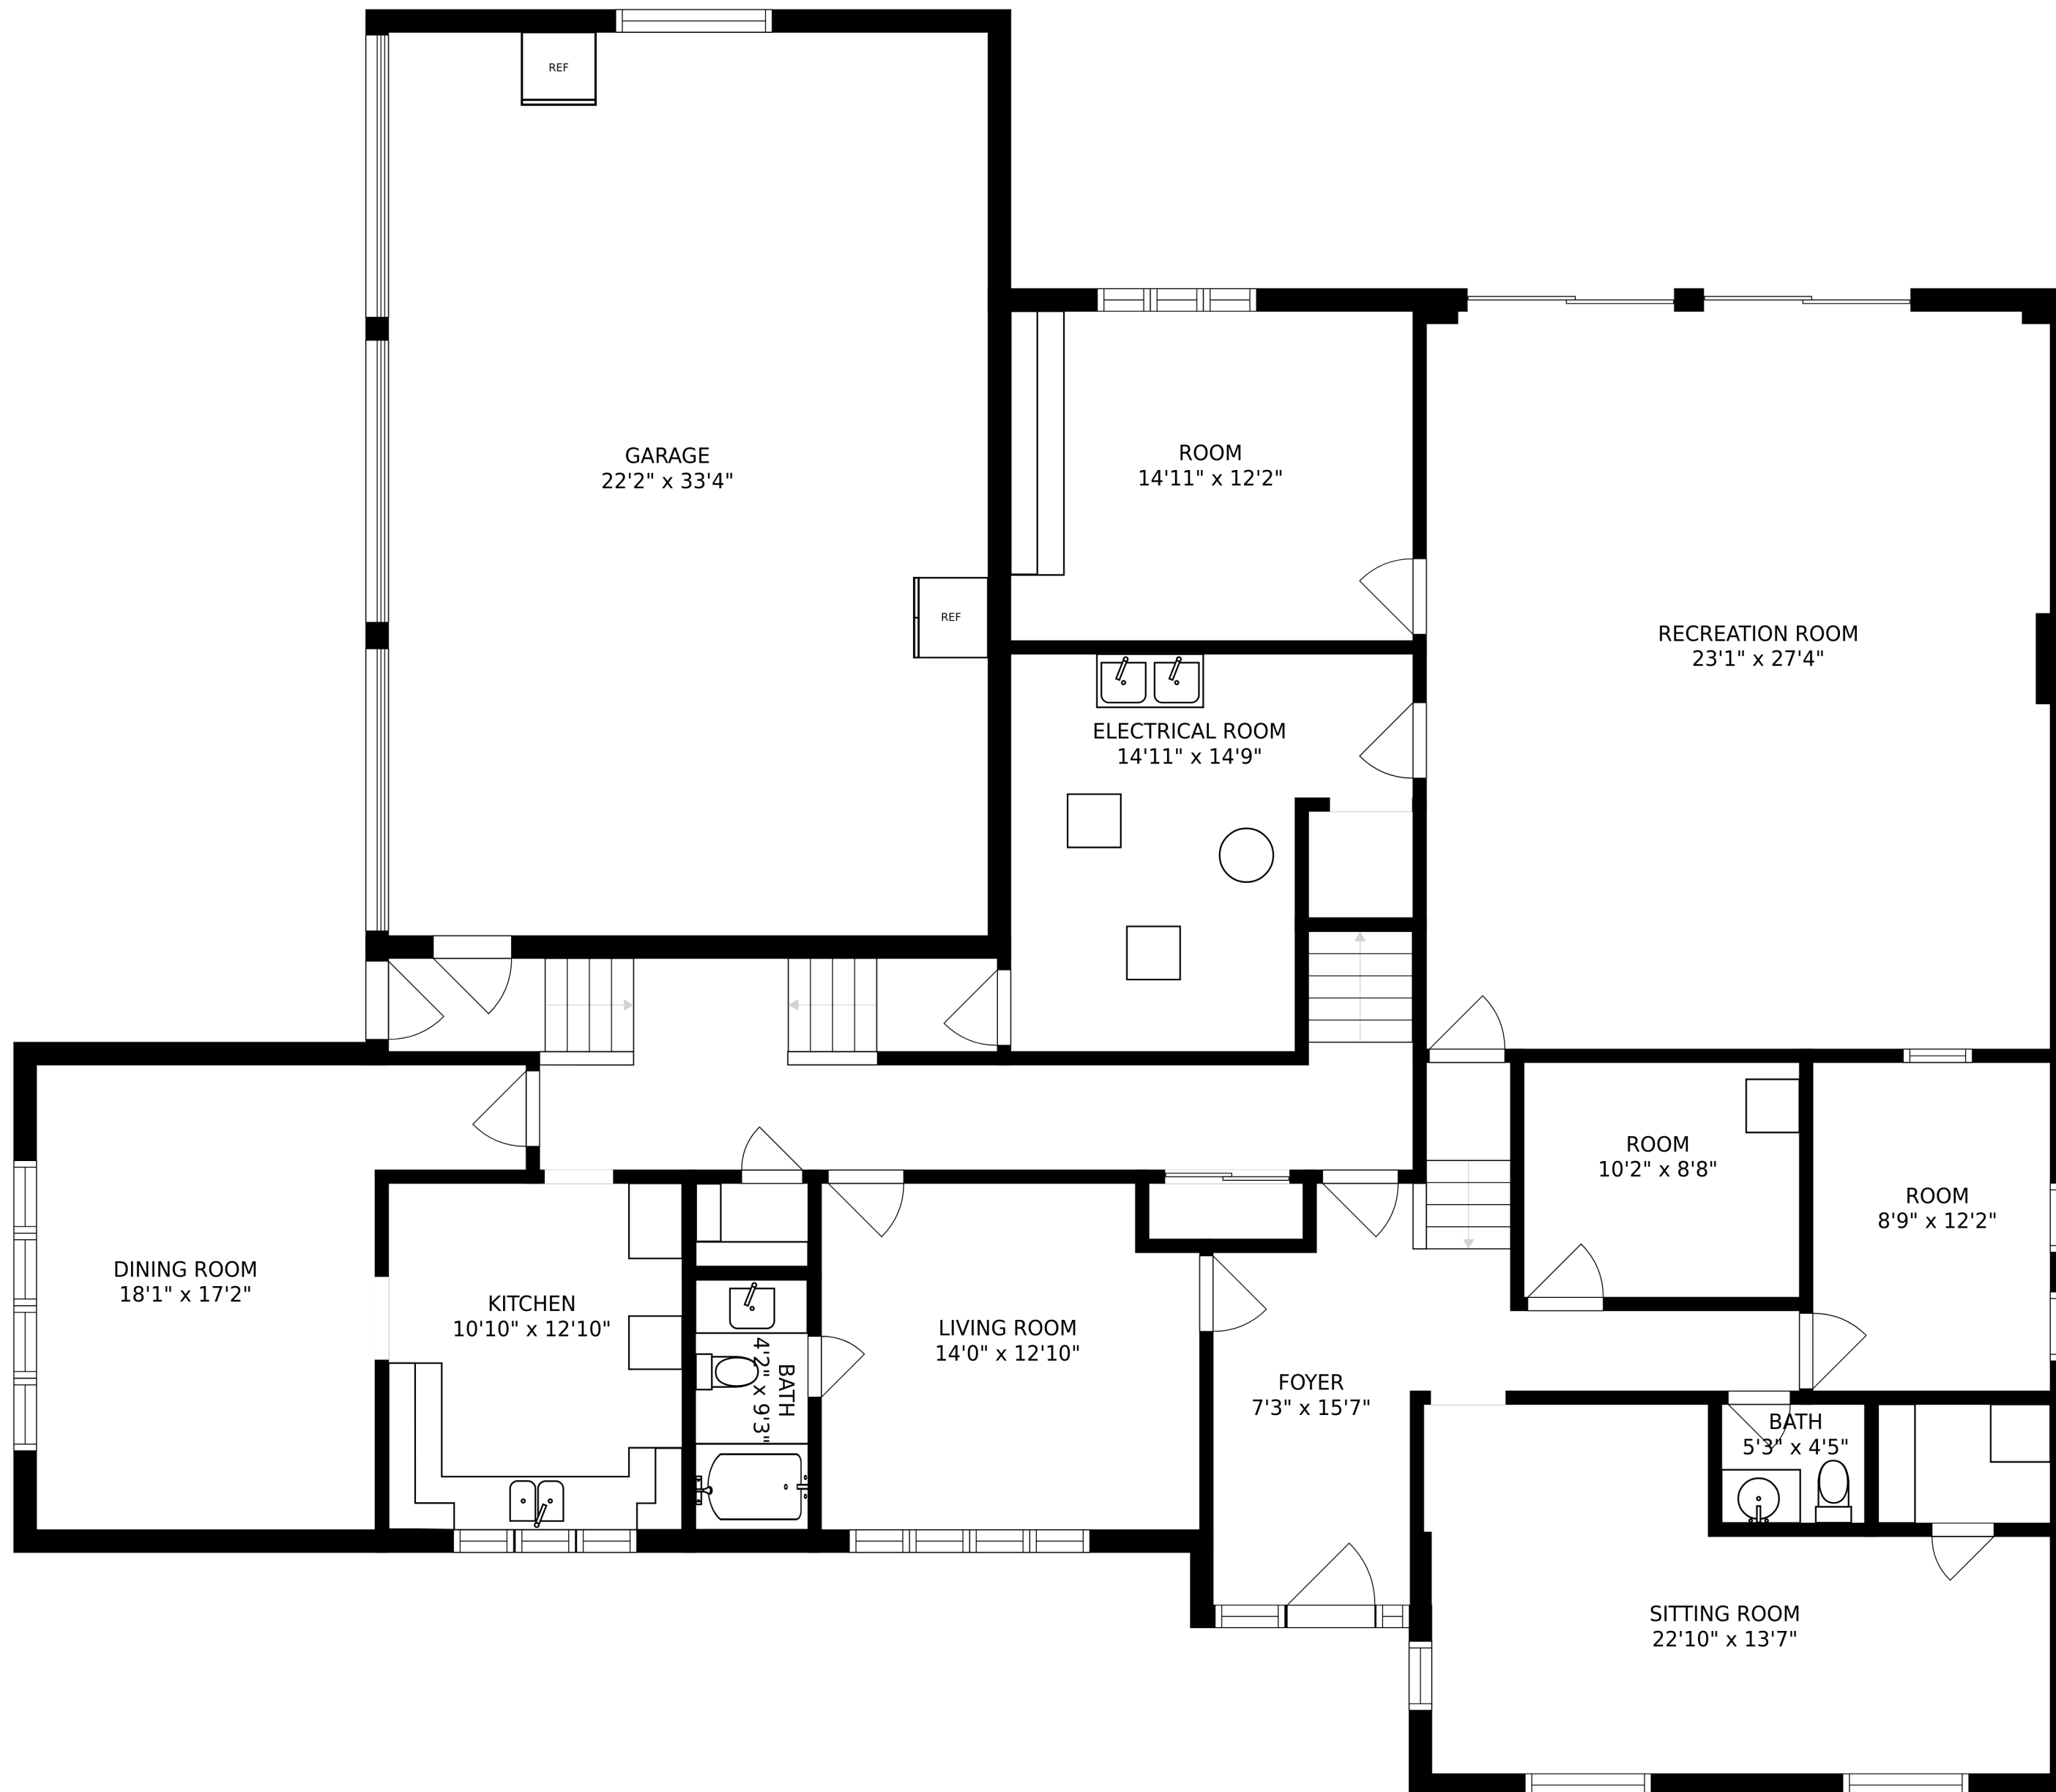 REF
GARAGE
22'2" x 33'4"
ROOM
14'11" x 12'2"
REF
RECREATION ROOM
23'1" x 27'4"
ELECTRICAL ROOM
14'11" x 14'9"
ROOM
10'2" x 8'8"
ROOM
8'9" x 12'2"
DINING ROOM
18'1" x 17'2"
KITCHEN
10'10" x 12'10"
BATH
4'2" x 9'3"
LIVING ROOM
14'0" x 12'10"
FOYER
7'3" x 15'7"
BATH
5'3" x 4'5"
SITTING ROOM
22'10" x 13'7"